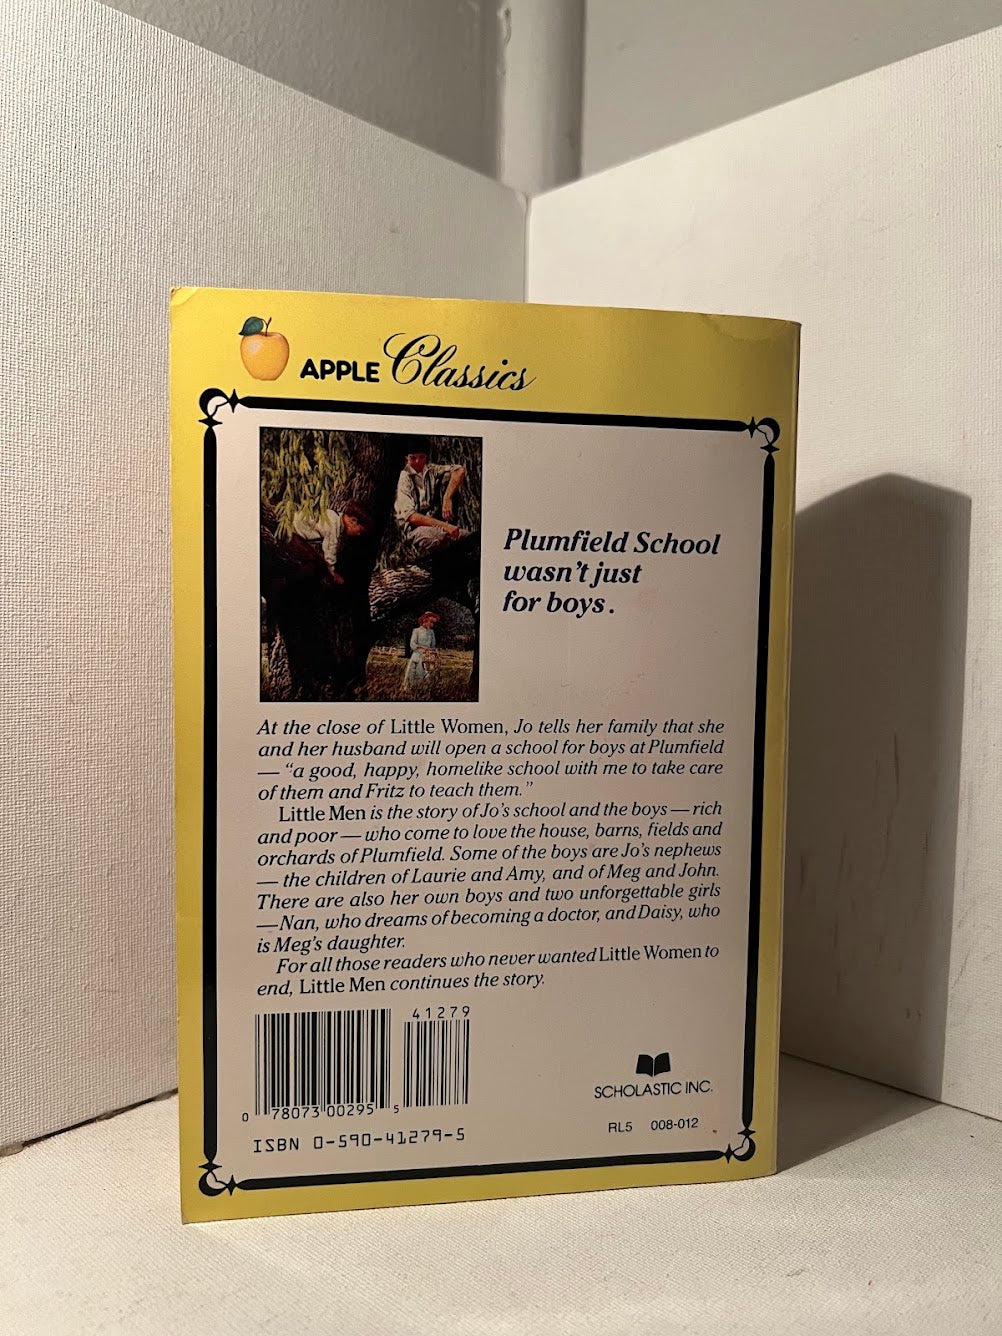 APPLE Classics
Plumfield School
wasn't just
for boys.
At the close of Little Women, Jo tells her family that she
and her husband will open a school for boys at Plumfield
— "a good, happy, homelike school with me to take care
of them and Fritz to teach them."
Little Men is the story of Jo's school and the boys — rich
and poor — who come to love the house, barns, fields and
orchards of Plumfield. Some of the boys are Jo's nephews
— the children of Laurie and Amy, and of Meg and John.
There are also her own boys and two unforgettable girls
—Nan, who dreams of becoming a doctor, and Daisy, who
is Meg's daughter.
For all those readers who never wanted Little Women to
end, Little Men continues the story.
41279
0 78073 00295 5
ISBN 0-590-41279-5
SCHOLASTIC INC.
RL5 008-012